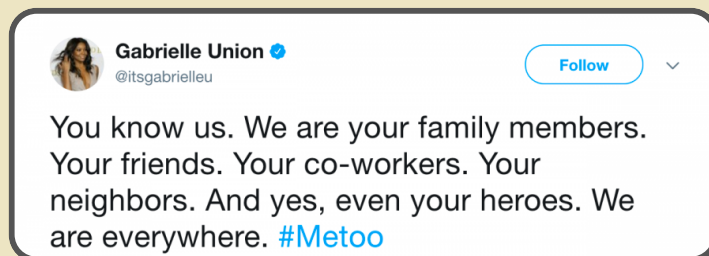 Gabrielle Union
@itsgabrielleu
Follow
You know us. We are your family members.
Your friends. Your co-workers. Your
neighbors. And yes, even your heroes. We
are everywhere. #Metoo